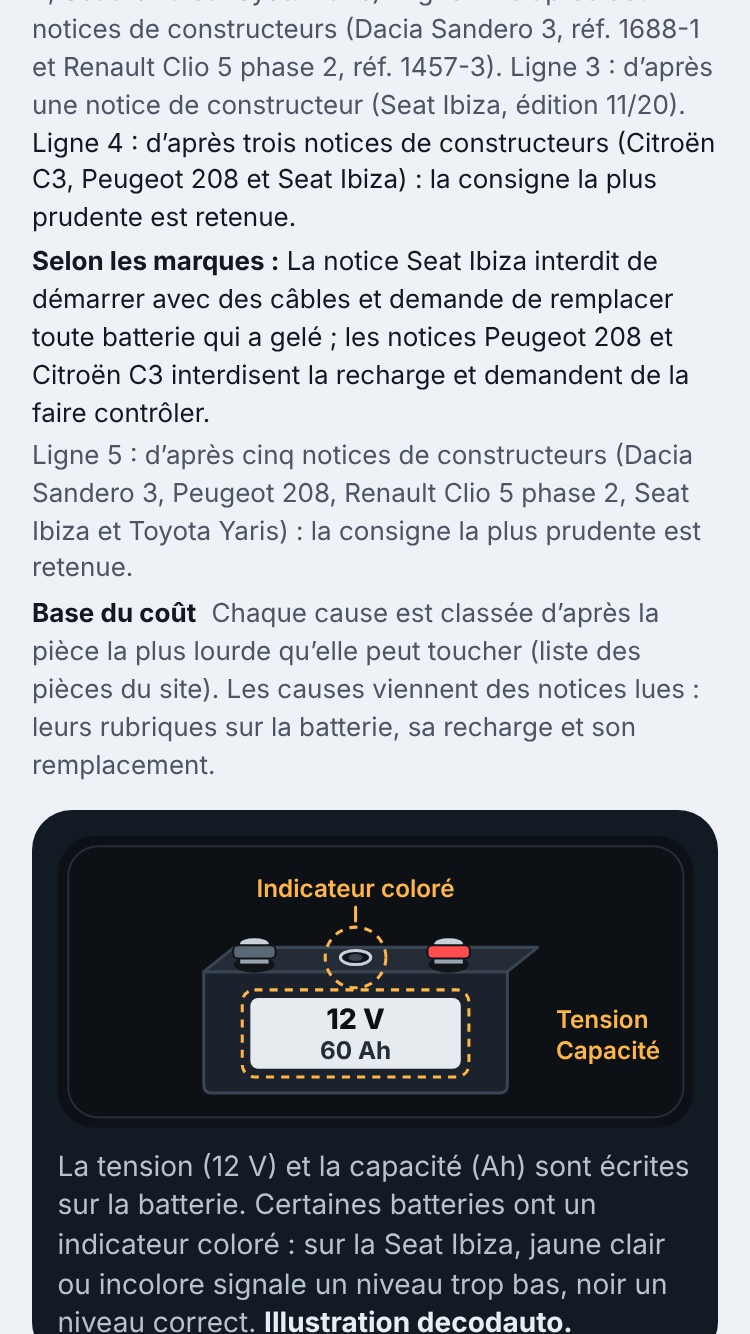 notices de constructeurs (Dacia Sandero 3, réf. 1688-1
et Renault Clio 5 phase 2, réf. 1457-3). Ligne 3 : d’après
une notice de constructeur (Seat Ibiza, édition 11/20).
Ligne 4 : d’après trois notices de constructeurs (Citroën
C3, Peugeot 208 et Seat Ibiza) : la consigne la plus
prudente est retenue.
Selon les marques : La notice Seat Ibiza interdit de
démarrer avec des câbles et demande de remplacer
toute batterie qui a gelé ; les notices Peugeot 208 et
Citroën C3 interdisent la recharge et demandent de la
faire contrôler.
Ligne 5 : d’après cinq notices de constructeurs (Dacia
Sandero 3, Peugeot 208, Renault Clio 5 phase 2, Seat
Ibiza et Toyota Yaris) : la consigne la plus prudente est
retenue.
Base du coût Chaque cause est classée d’après la
pièce la plus lourde qu’elle peut toucher (liste des
pièces du site). Les causes viennent des notices lues :
leurs rubriques sur la batterie, sa recharge et son
remplacement.
Indicateur coloré
12 V
60 Ah
Tension
Capacité
La tension (12 V) et la capacité (Ah) sont écrites
sur la batterie. Certaines batteries ont un
indicateur coloré : sur la Seat Ibiza, jaune clair
ou incolore signale un niveau trop bas, noir un
niveau correct. Illustration decodauto.